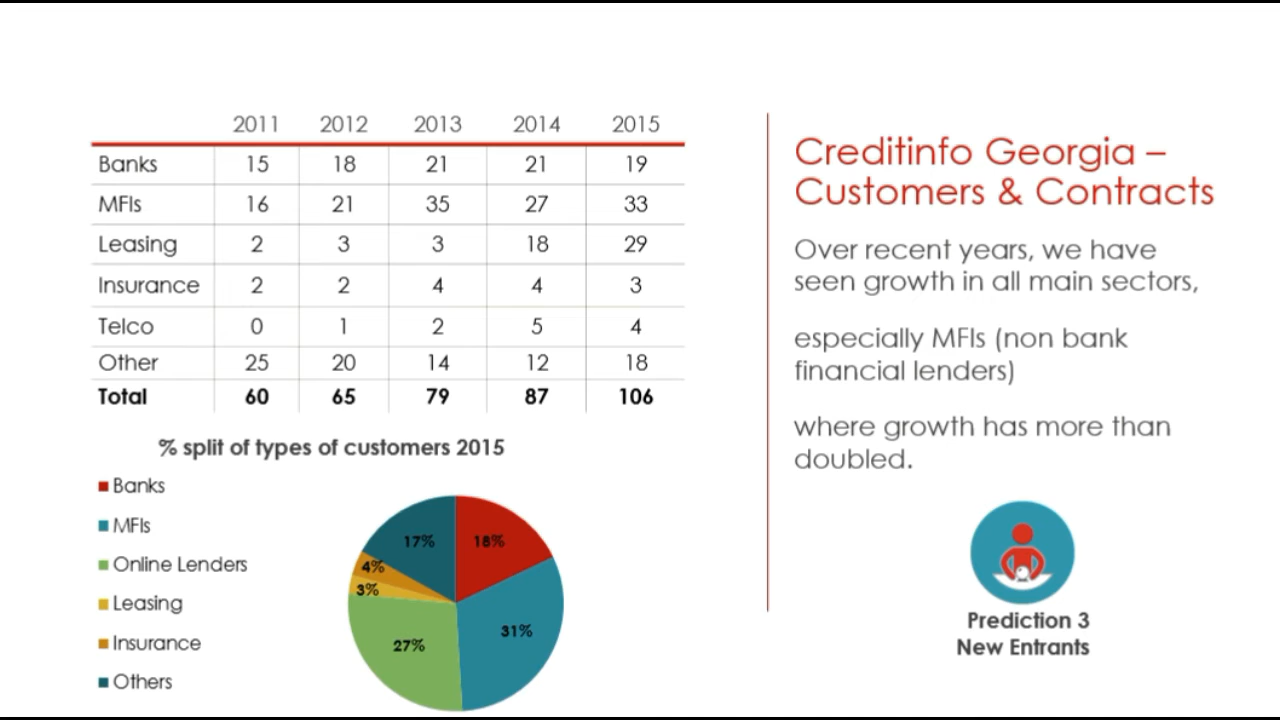 2011 2012 2013 2014 2015
Banks 15 18 21 21 19
MFIs 16 21 35 27 33
Leasing 2 3 3 18 29
Insurance 2 2 4 4 3
Telco 0 1 2 5 4
Other 25 20 14 12 18
Total 60 65 79 87 106
% split of types of customers 2015
Banks
MFIs
Online Lenders
Leasing
Insurance
Others
17%
18%
4%
3%
31%
27%
Creditinfo Georgia –
Customers & Contracts
Over recent years, we have
seen growth in all main sectors,
especially MFIs (non bank
financial lenders)
where growth has more than
doubled.
Prediction 3
New Entrants